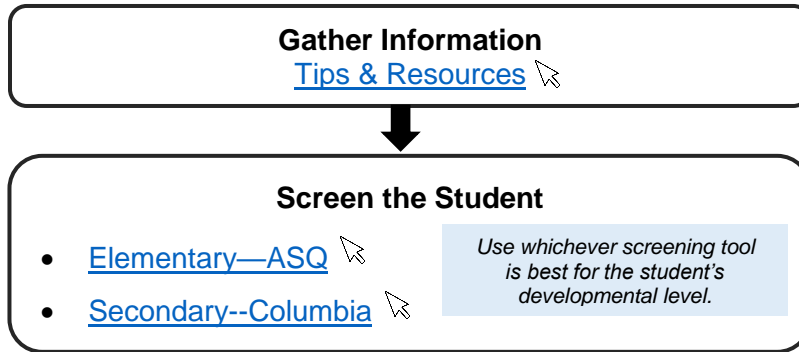 Gather Information
Tips & Resources
Screen the Student
• Elementary—ASQ
• Secondary--Columbia
Use whichever screening tool
is best for the student's
developmental level.